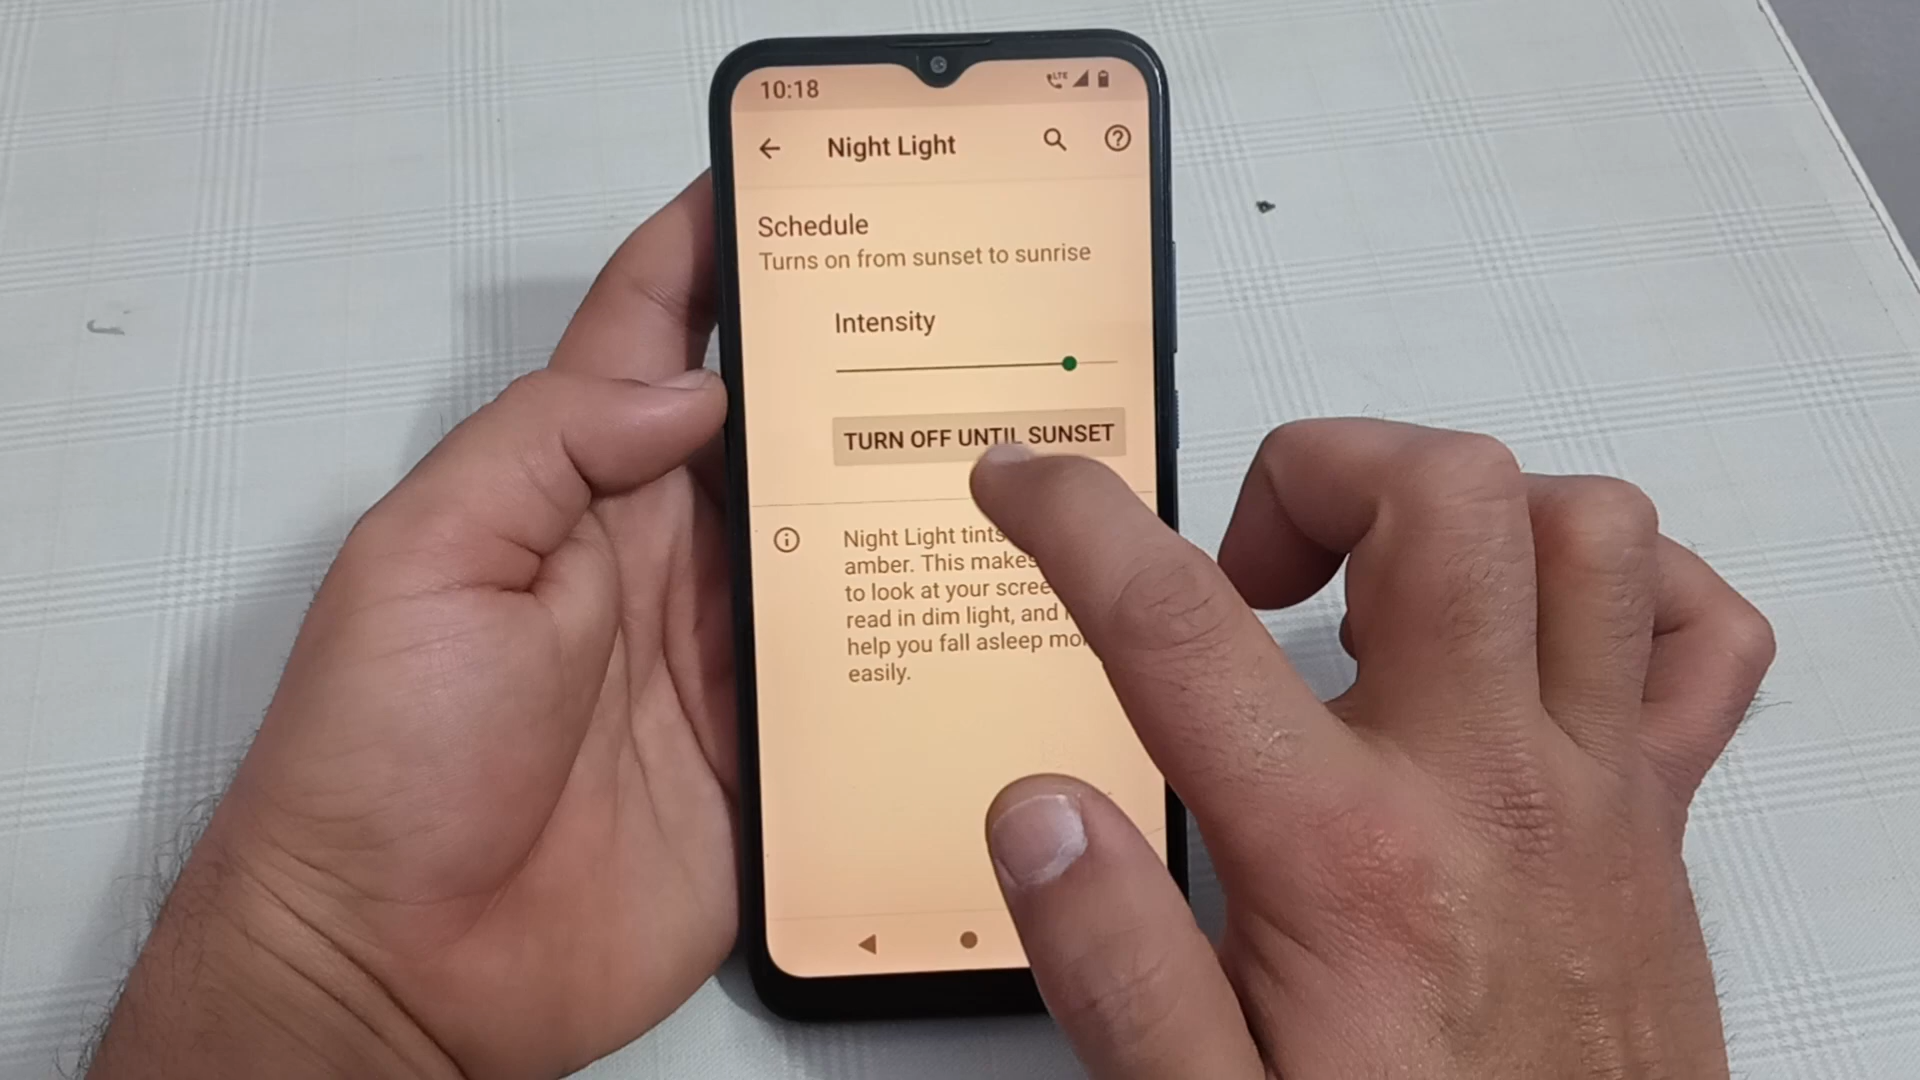 10:18
LTE
Night Light
Schedule
Turns on from sunset to sunrise
Intensity
TURN OFF UNTIL SUNSET
Night Light tints
amber. This makes
to look at your scree
read in dim light, and
help you fall asleep mo
easily.